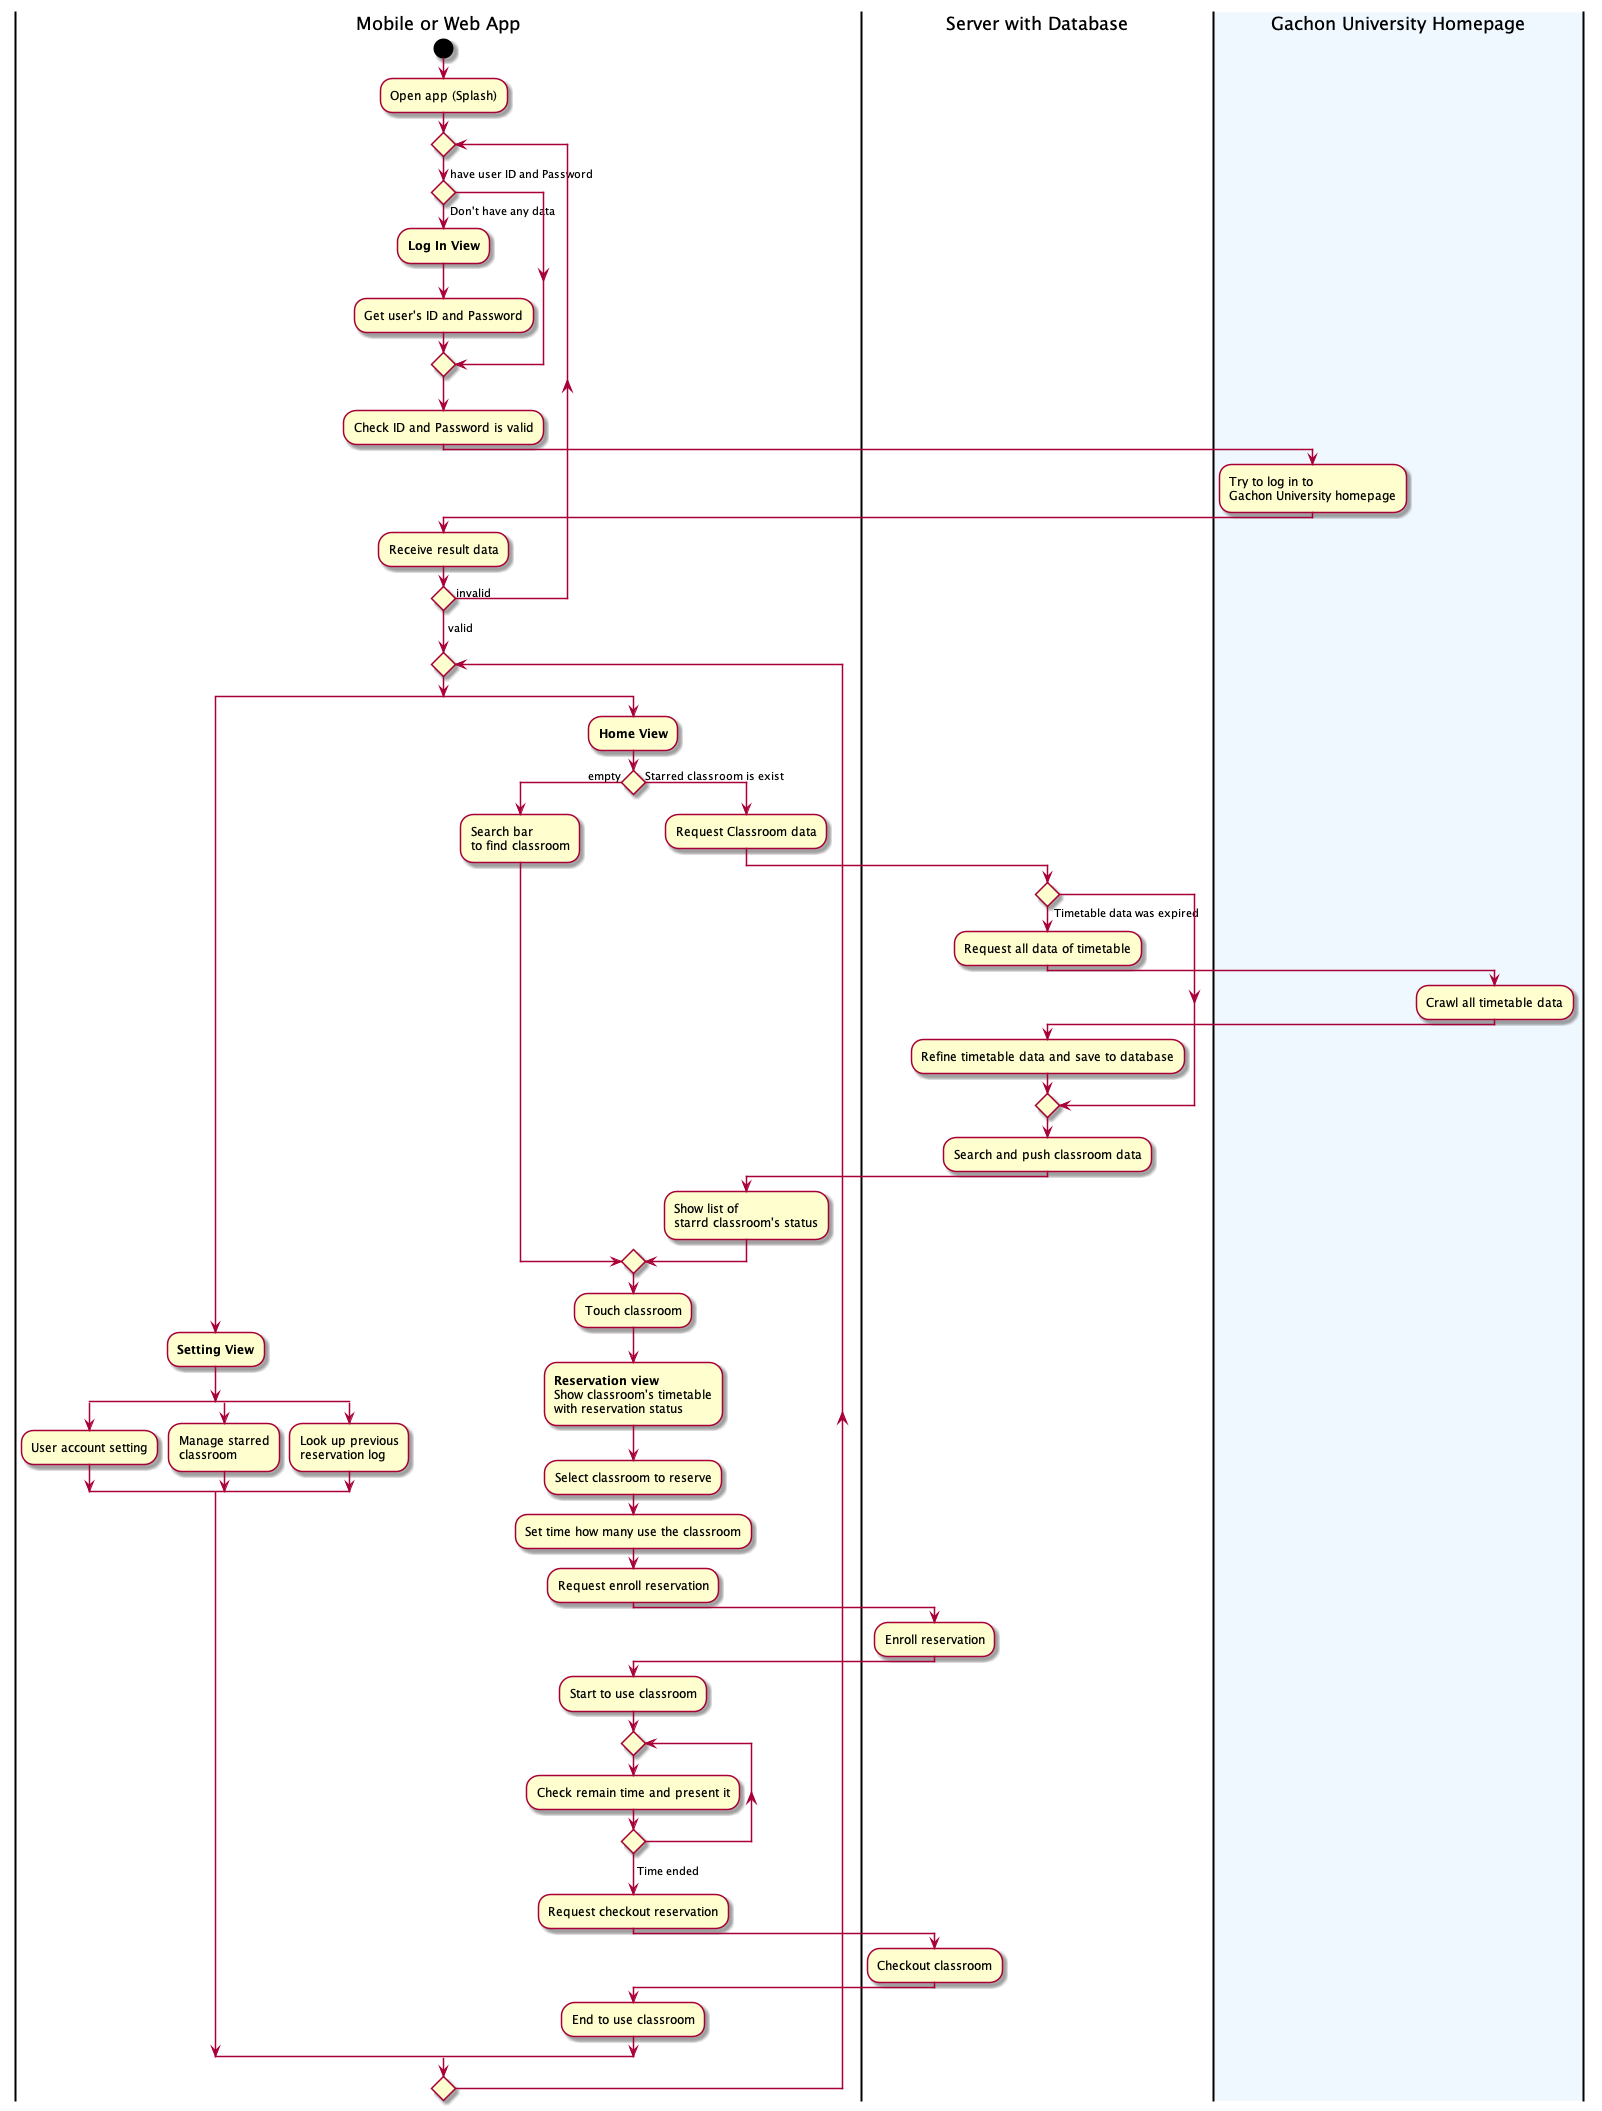 Mobile or Web App
Server with Database
Gachon University Homepage
Open app (Splash)
have user ID and Password
Don't have any data
Log In View
Get user's ID and Password
Check ID and Password is valid
Try to log in to
Gachon University homepage
Receive result data
invalid
valid
Home View
empty
Starred classroom is exist
Search bar
to find classroom
Request Classroom data
Timetable data was expired
Request all data of timetable
Crawl all timetable data
Refine timetable data and save to database
Search and push classroom data
Show list of
starrd classroom's status
Touch classroom
Setting View
Reservation view
Show classroom's timetable
with reservation status
User account setting
Manage starred
classroom
Look up previous
reservation log
Select classroom to reserve
Set time how many use the classroom
Request enroll reservation
Enroll reservation
Start to use classroom
Check remain time and present it
Time ended
Request checkout reservation
Checkout classroom
End to use classroom